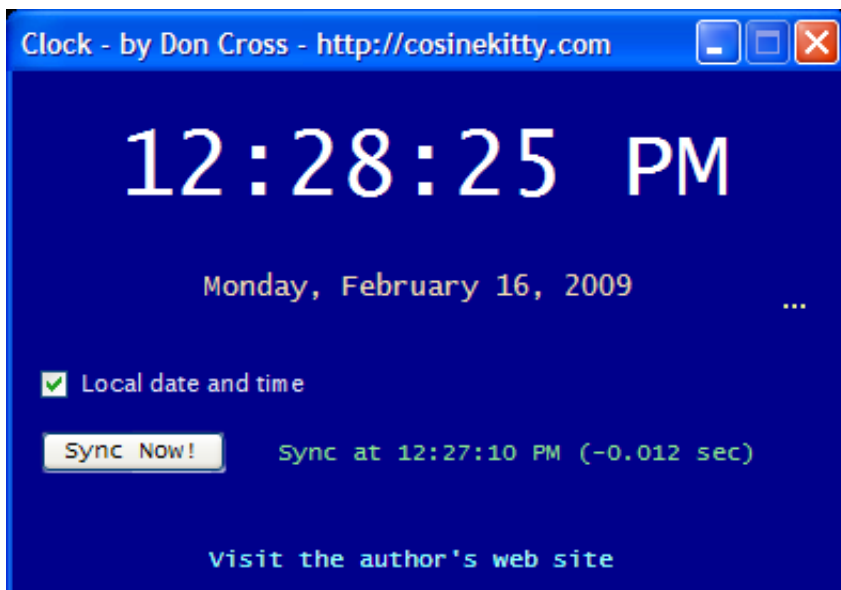 Clock - by Don Cross - http://cosinekitty.com
12:28:25 PM
Monday, February 16, 2009
...
Local date and time
Sync Now! Sync at 12:27:10 PM (-0.012 sec)
Visit the author's web site